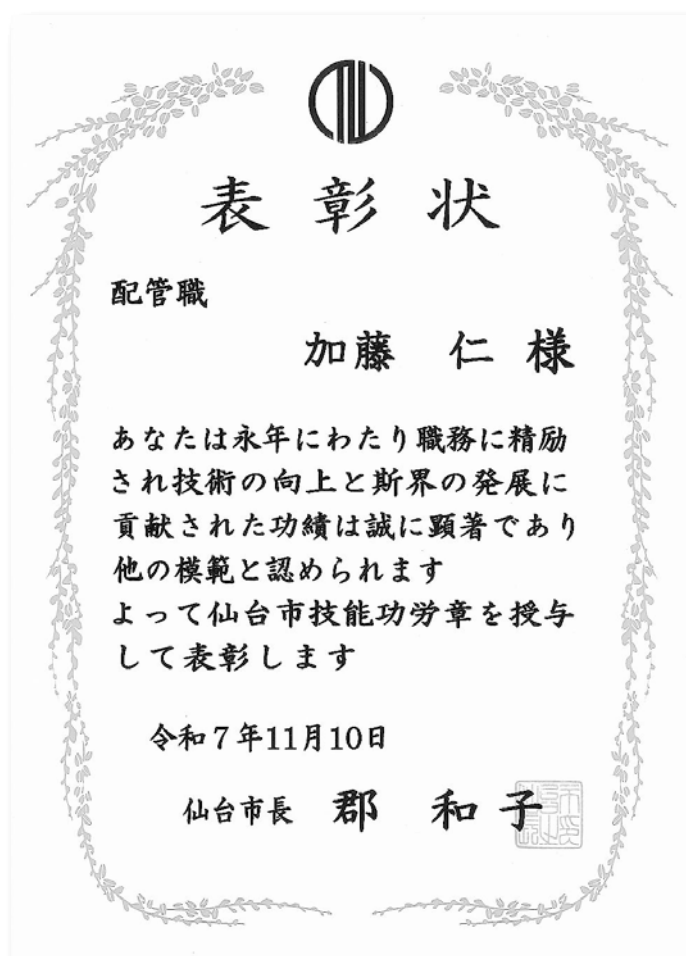 表彰状
配管職
加藤 仁 様
あなたは永年にわたり職務に精励
され技術の向上と斯界の発展に
貢献された功績は誠に顕著であり
他の模範と認められます
よって仙台市技能功労章を授与
して表彰します
令和7年11月10日
仙台市長 郡 和子